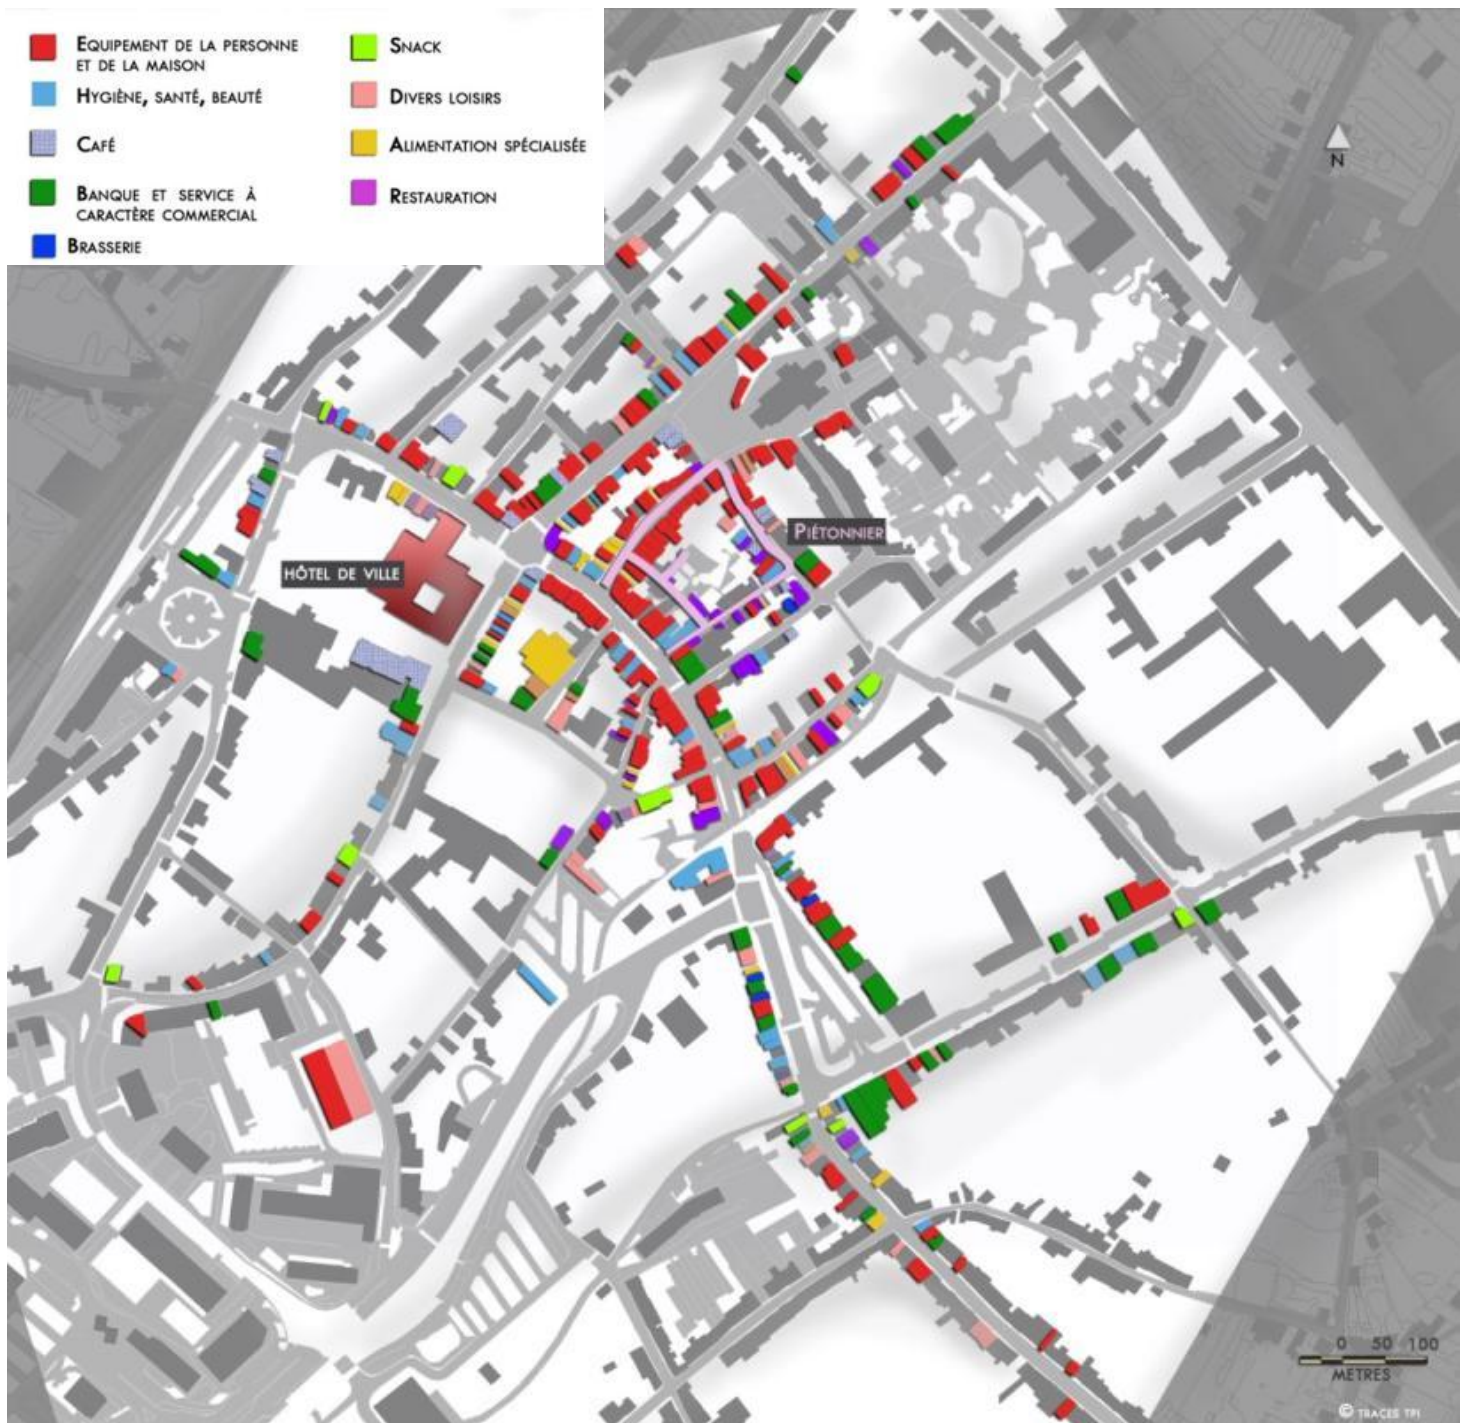 EQUIPEMENT DE LA PERSONNE
ET DE LA MAISON
HYGIÈNE, SANTÉ, BEAUTÉ
CAFÉ
BANQUE ET SERVICE À
CARACTÈRE COMMERCIAL
BRASSERIE
SNACK
DIVERS LOISIRS
ALIMENTATION SPÉCIALISÉE
RESTAURATION
N
PIÉTONNIER
HÔTEL DE VILLE
0 50 100
METRES
© TRACES TPI